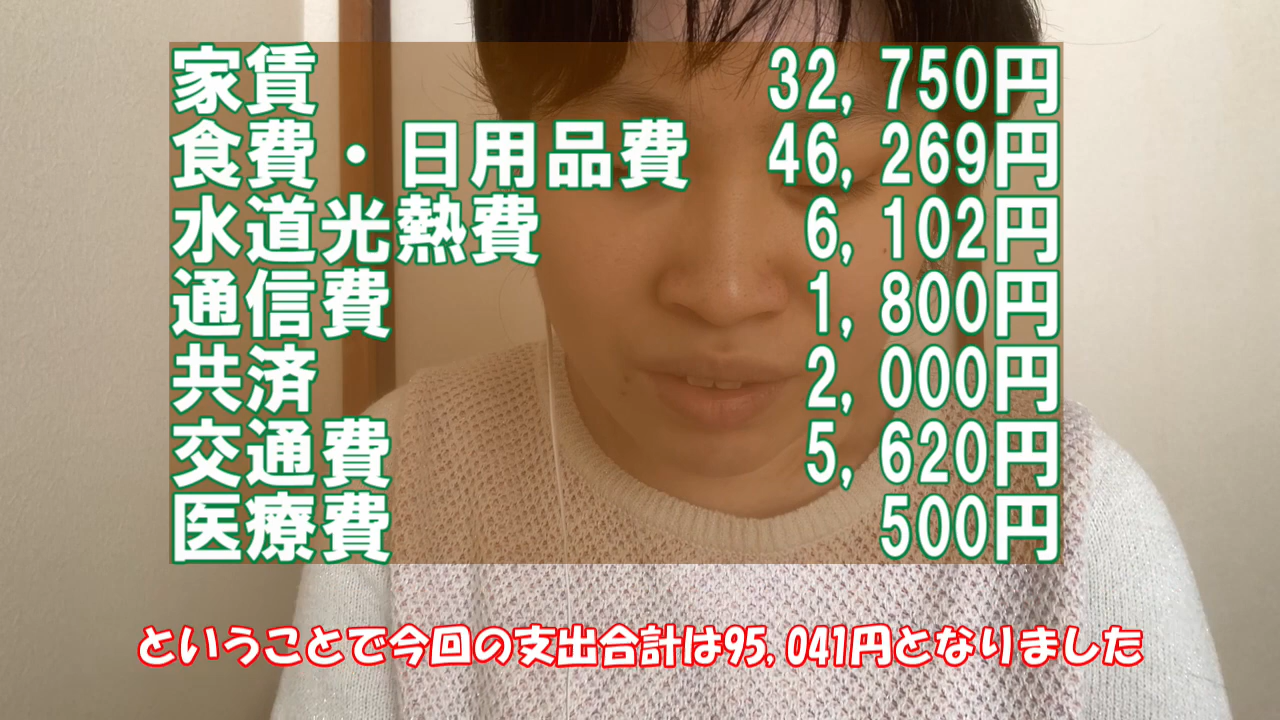 家賃 32,750円
食費・日用品費 46,269円
水道光熱費 6,102円
通信費 1,800円
共済 2,000円
交通費 5,620円
医療費 500円
ということで今回の支出合計は95,041円となりました